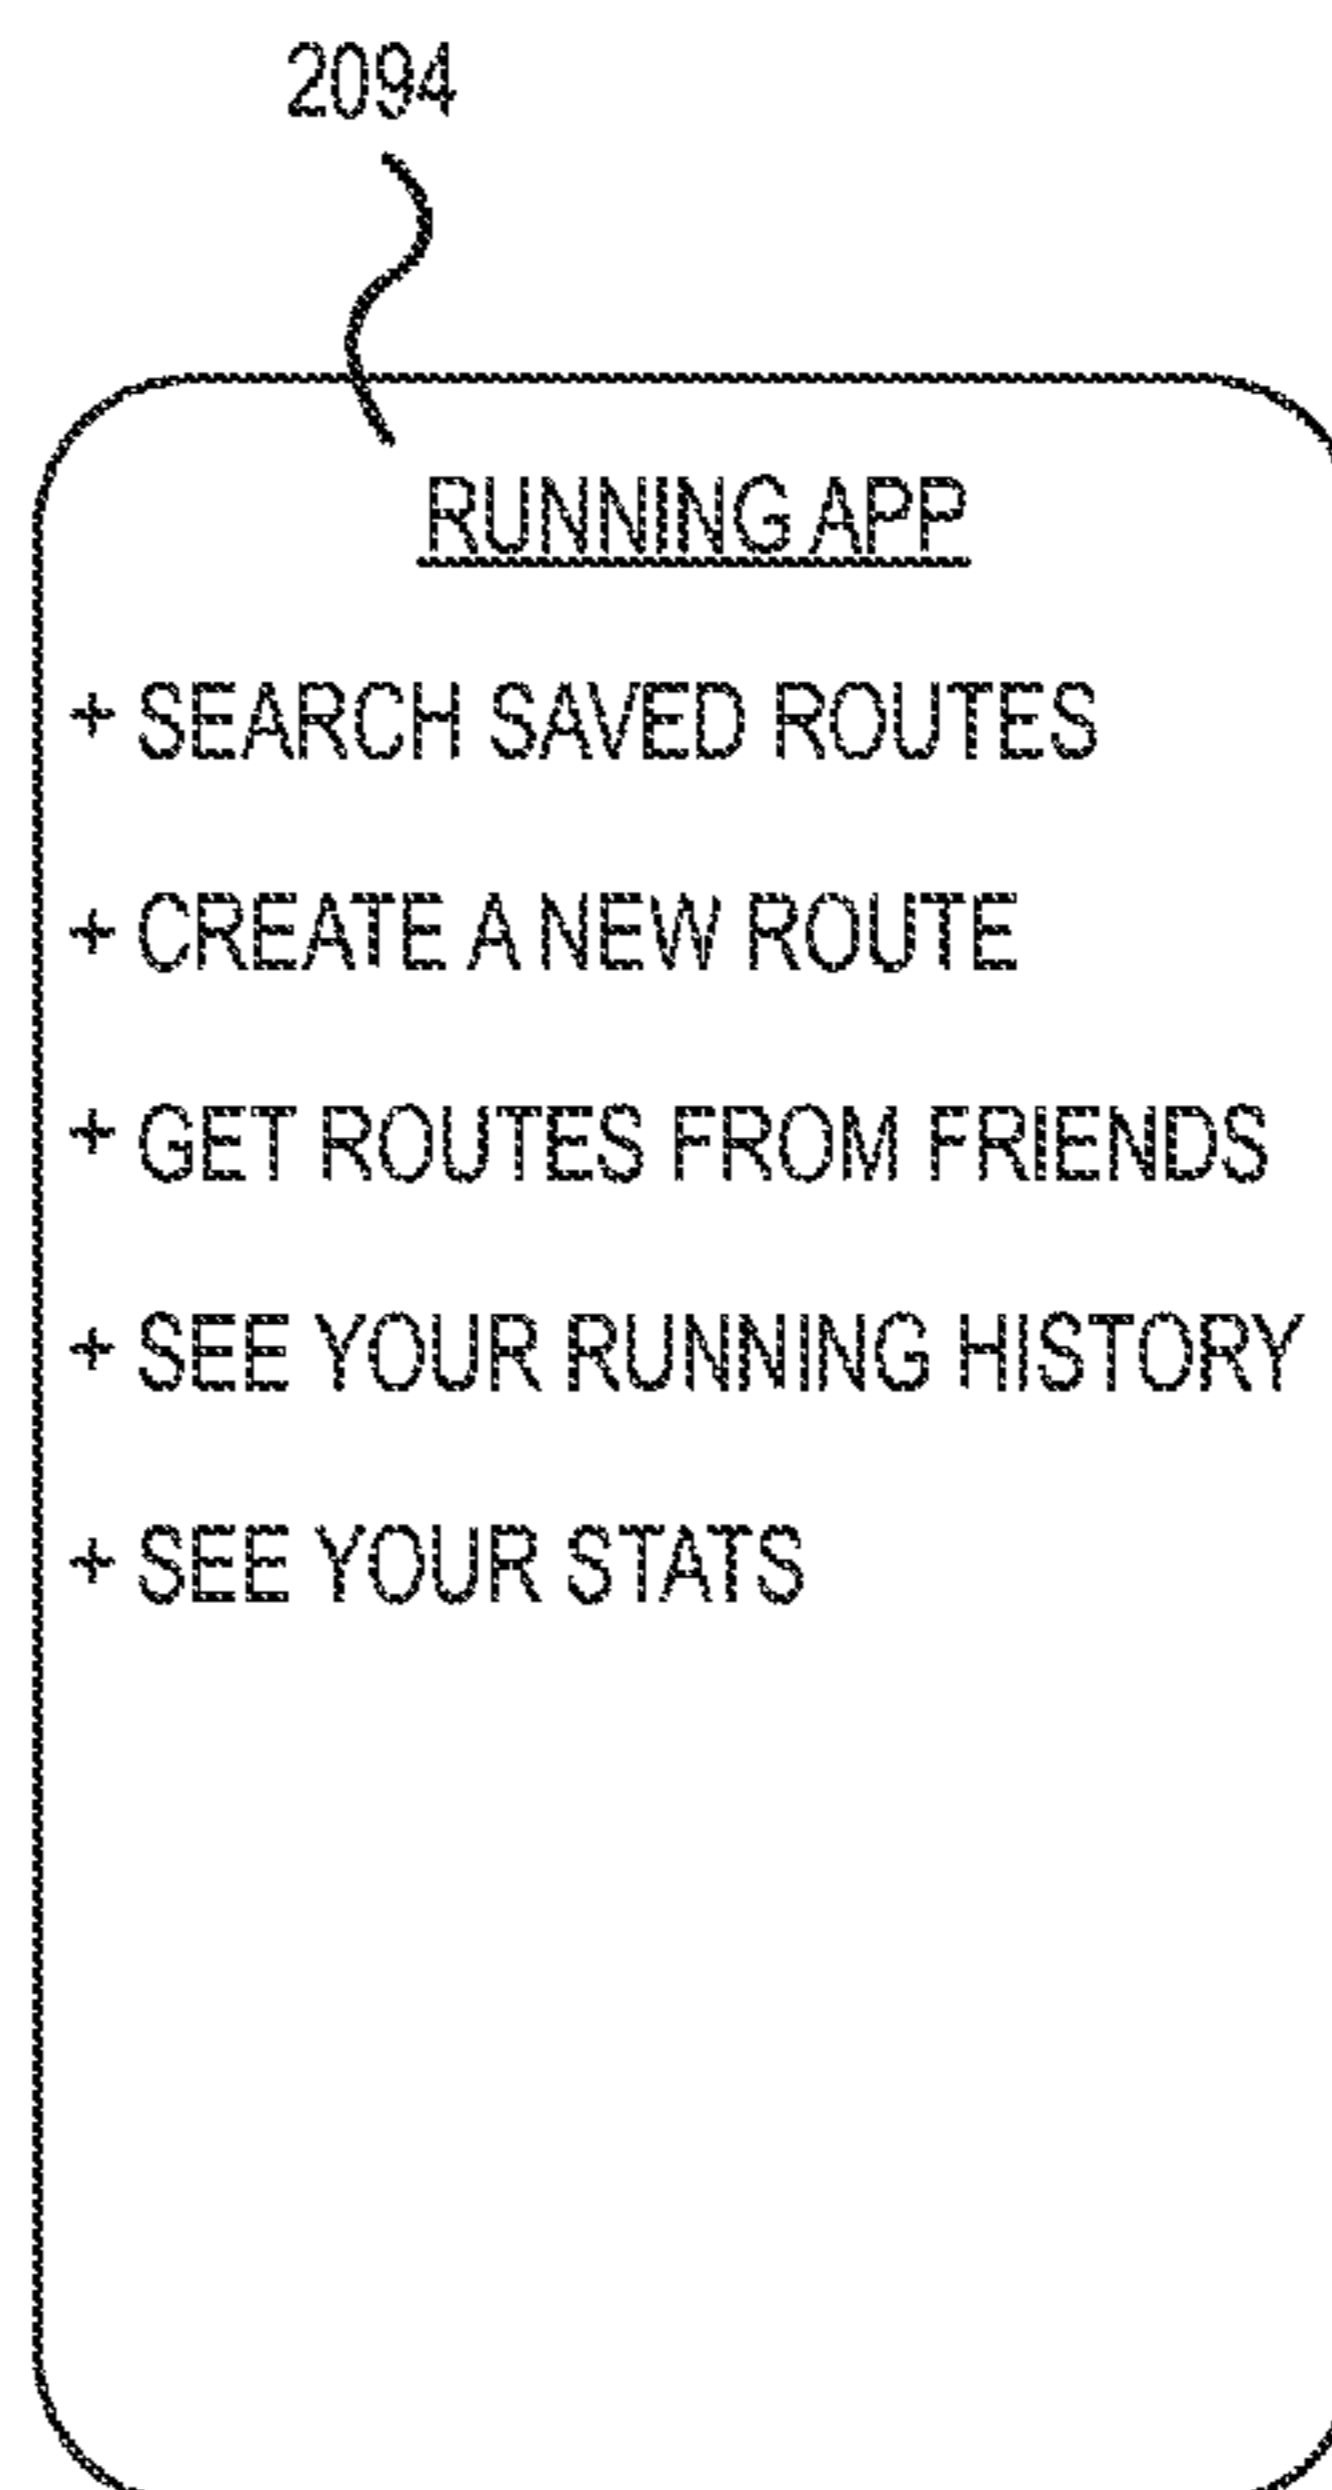 2094
RUNNING APP
+ SEARCH SAVED ROUTES
+ CREATE A NEW ROUTE
+ GET ROUTES FROM FRIENDS
+ SEE YOUR RUNNING HISTORY
+ SEE YOUR STATS